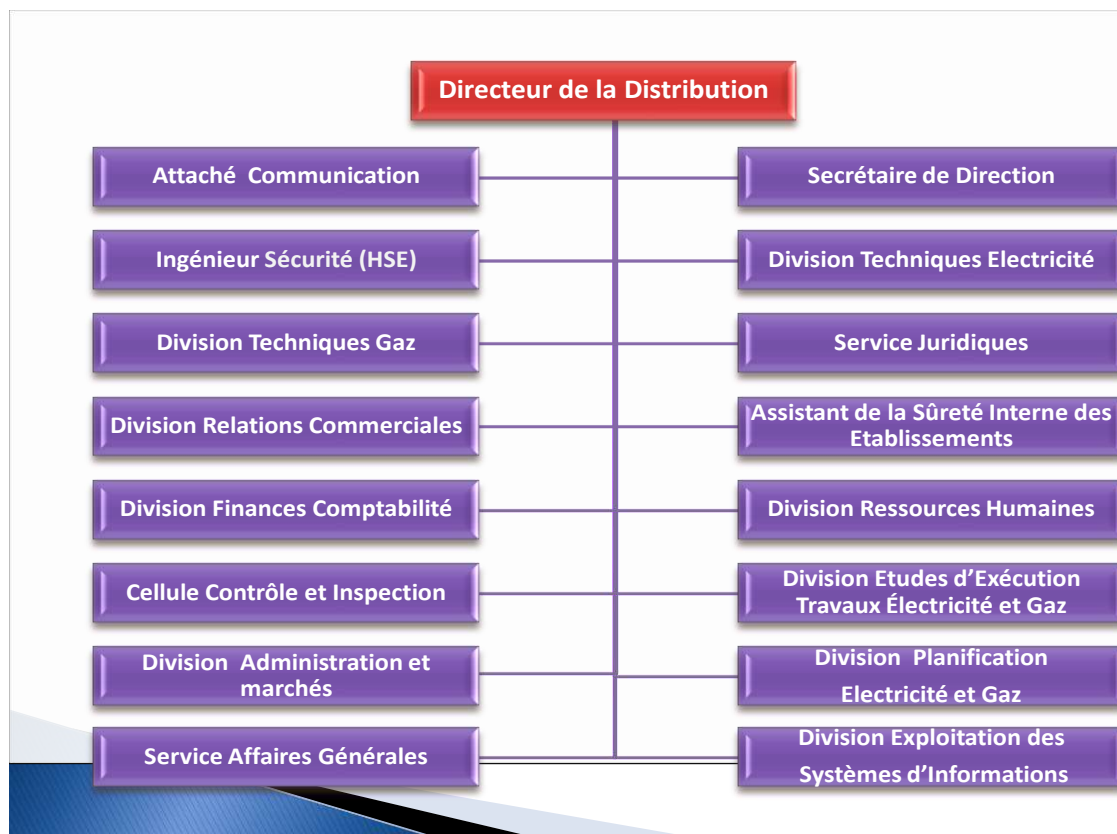 Directeur de la Distribution
Attaché Communication
Secrétaire de Direction
Ingénieur Sécurité (HSE)
Division Techniques Electricité
Division Techniques Gaz
Service Juridiques
Division Relations Commerciales
Assistant de la Sûreté Interne des
Etablissements
Division Finances Comptabilité
Division Ressources Humaines
Cellule Contrôle et Inspection
Division Etudes d’Exécution
Travaux Électricité et Gaz
Division Administration et
marchés
Division Planification
Electricité et Gaz
Service Affaires Générales
Division Exploitation des
Systèmes d’Informations